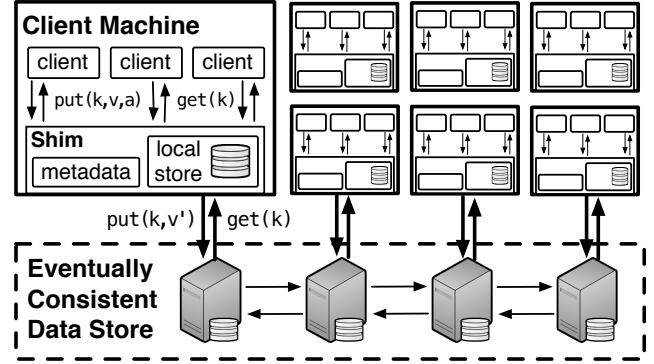 Client Machine
client client client
put(k,v,a) get(k)
Shim
metadata
local
store
put(k,v') get(k)
Eventually
Consistent
Data Store